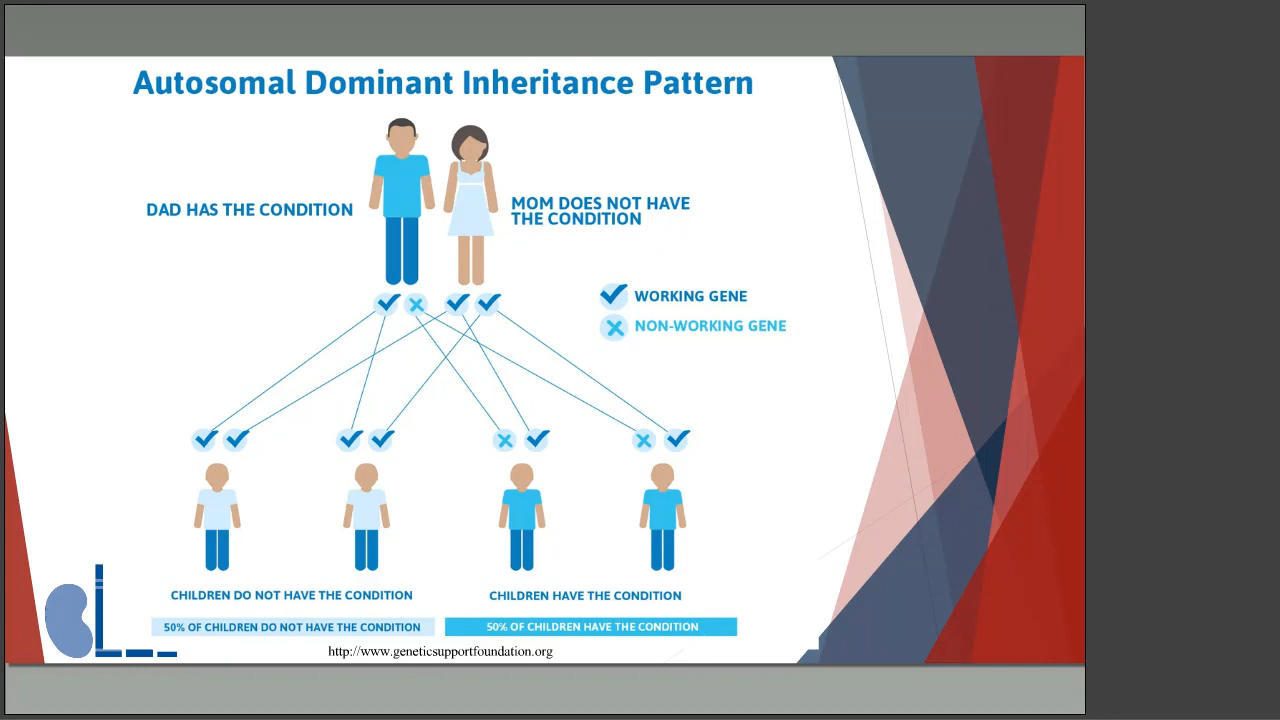 Autosomal Dominant Inheritance Pattern
DAD HAS THE CONDITION
MOM DOES NOT HAVE
THE CONDITION
WORKING GENE
NON-WORKING GENE
CHILDREN DO NOT HAVE THE CONDITION
CHILDREN HAVE THE CONDITION
50% OF CHILDREN DO NOT HAVE THE CONDITION
50% OF CHILDREN HAVE THE CONDITION
http://www.geneticsupportfoundation.org